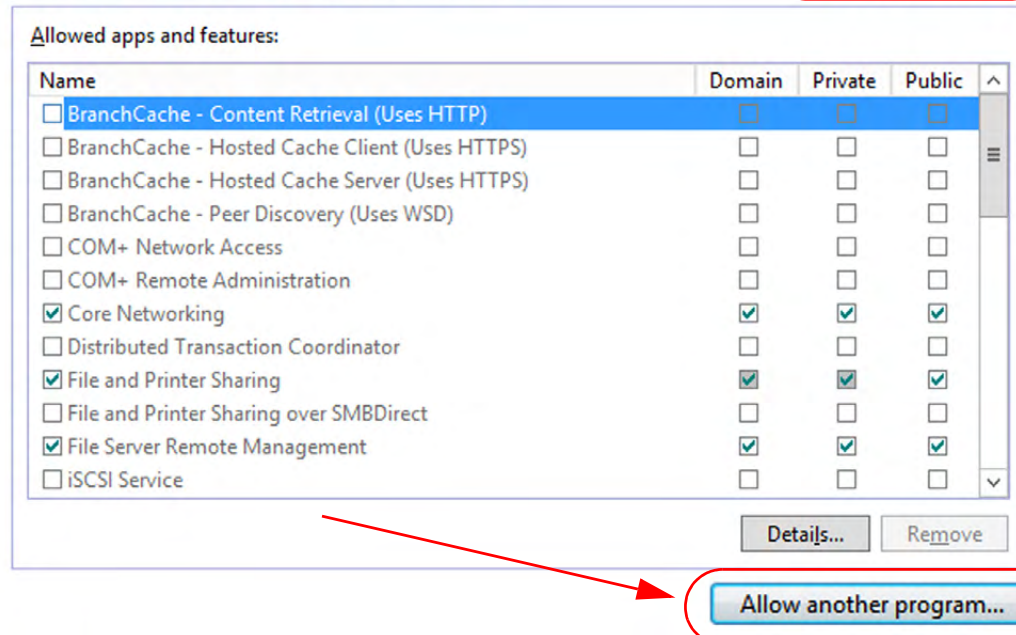 Allowed apps and features:
Name Domain Private Public
BranchCache - Content Retrieval (Uses HTTP)
BranchCache - Hosted Cache Client (Uses HTTPS)
BranchCache - Hosted Cache Server (Uses HTTPS)
BranchCache - Peer Discovery (Uses WSD)
COM+ Network Access
COM+ Remote Administration
Core Networking
Distributed Transaction Coordinator
File and Printer Sharing
File and Printer Sharing over SMBDirect
File Server Remote Management
iSCSI Service
Details... Remove
Allow another program...